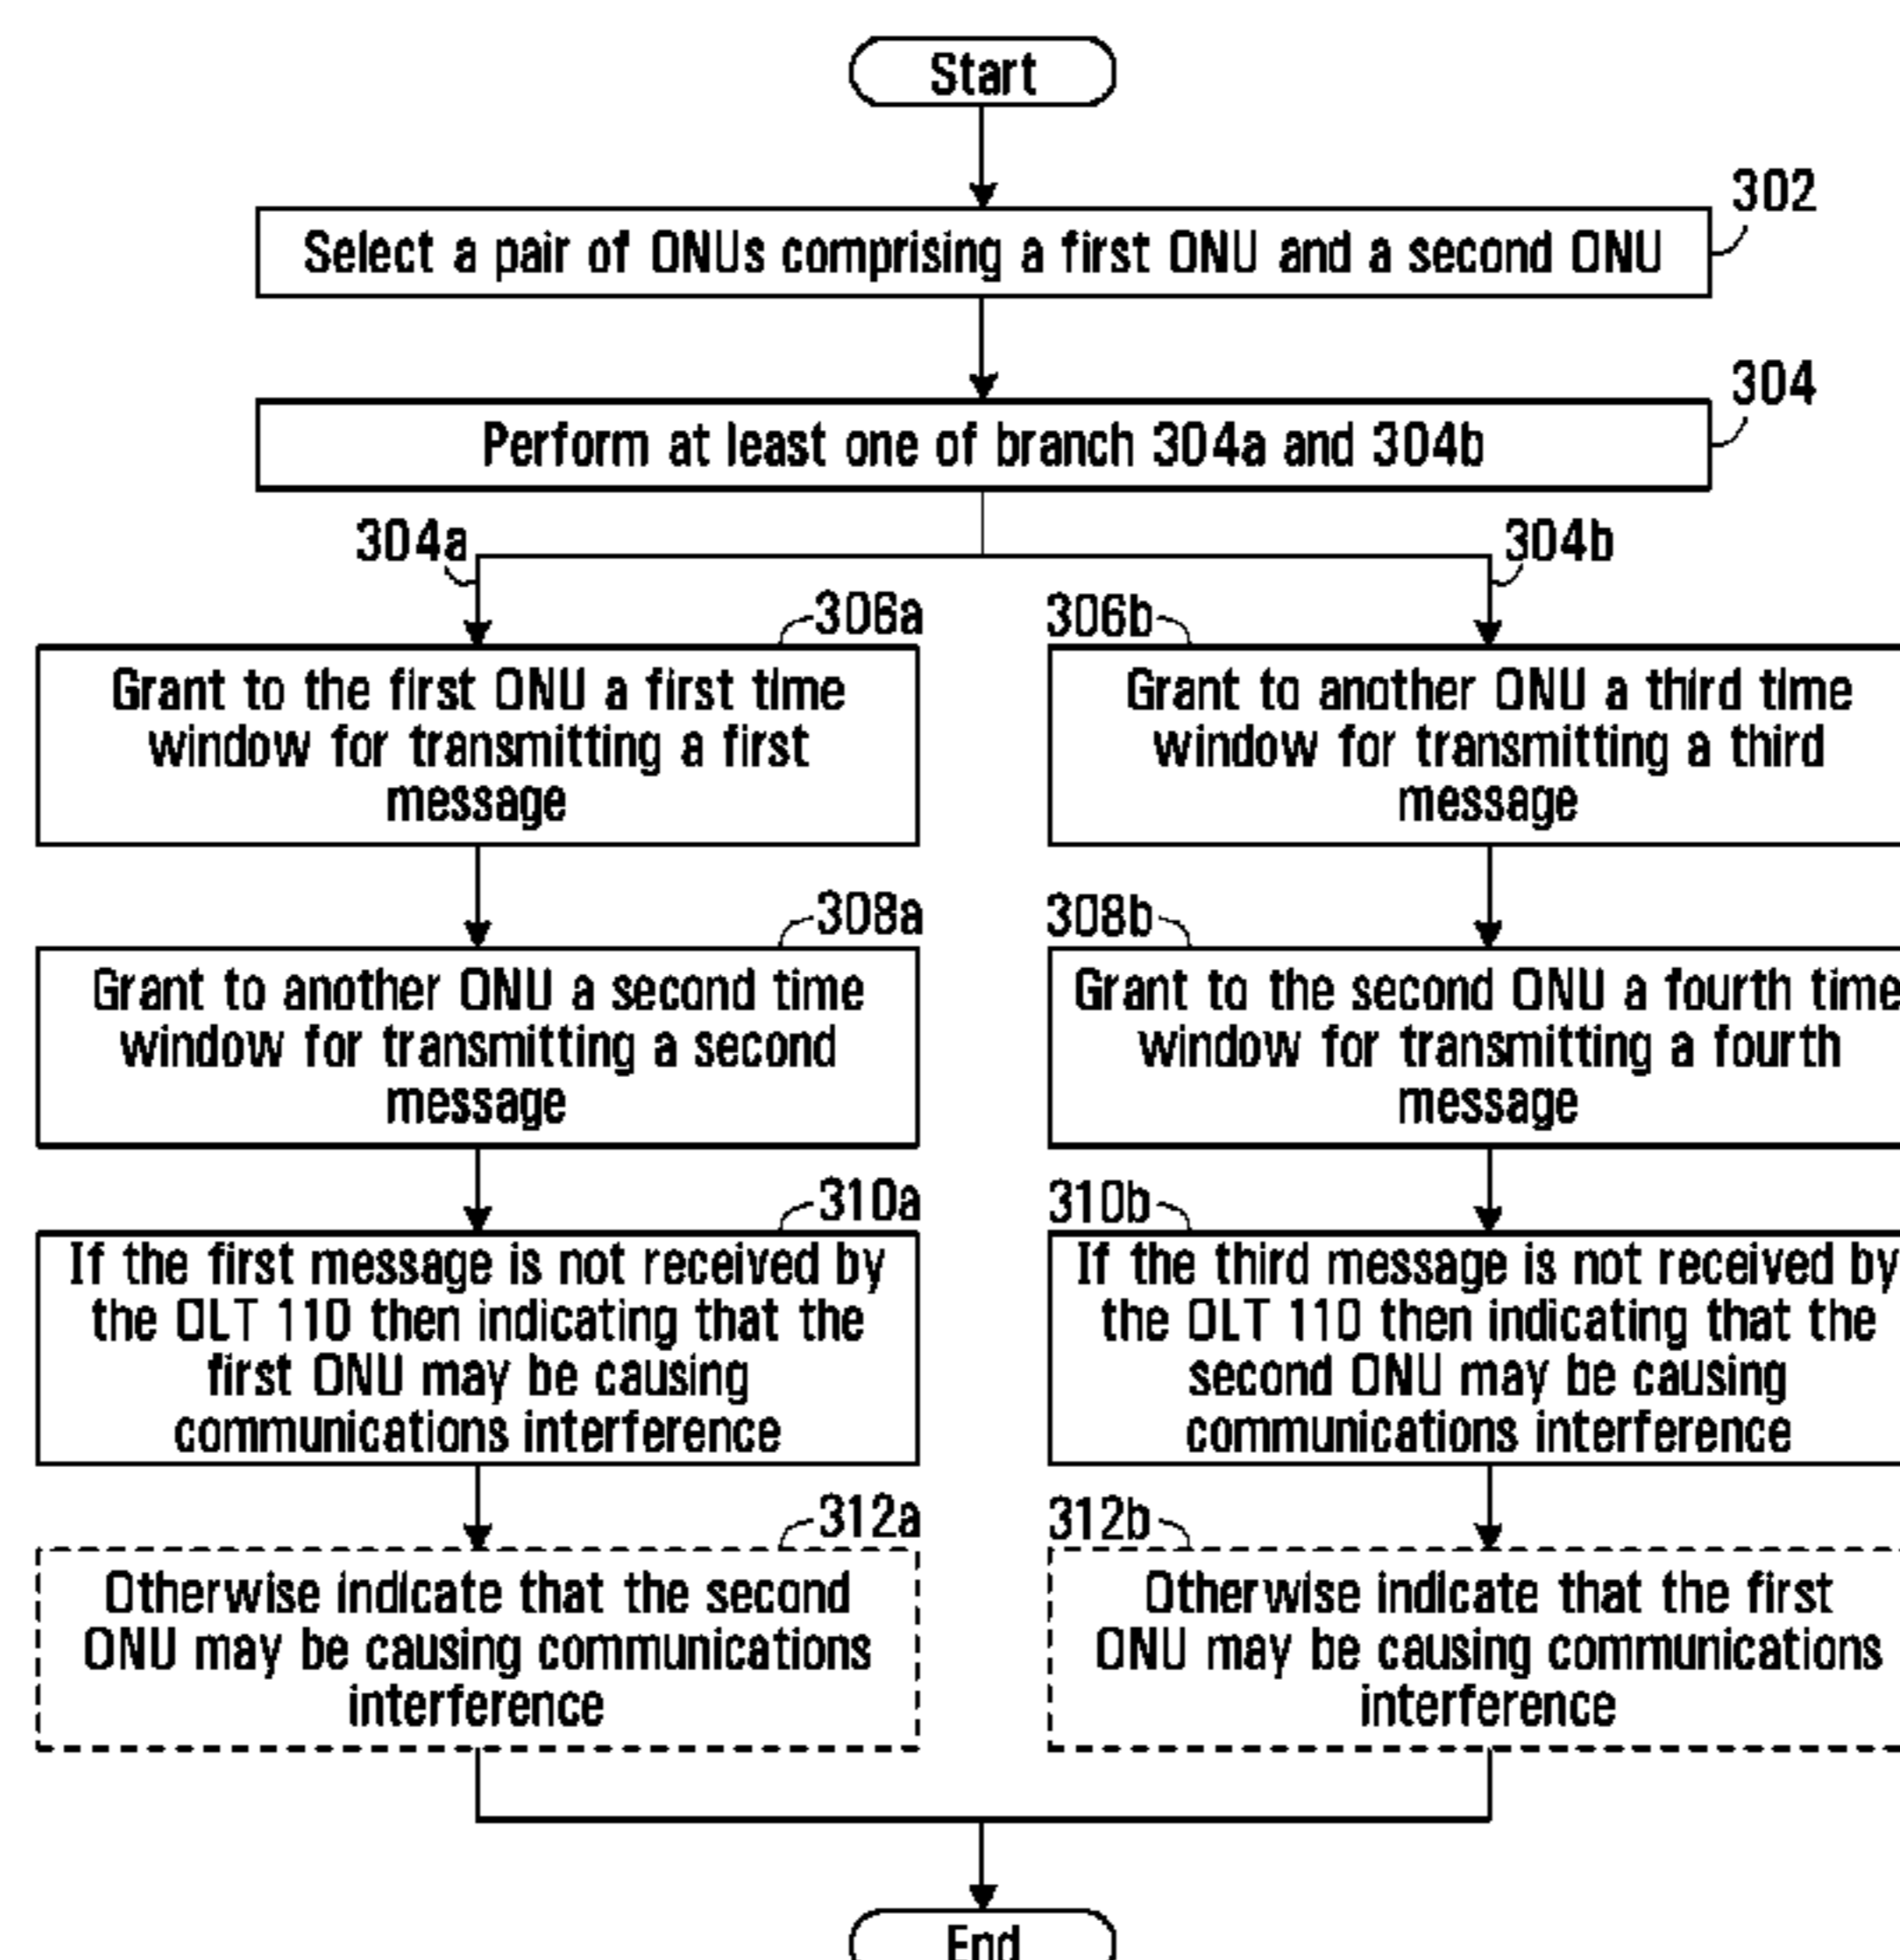 Start
302
Select a pair of ONUs comprising a first ONU and a second ONU
304
Perform at least one of branch 304a and 304b
304a
304b
306a
Grant to the first ONU a first time
window for transmitting a first
message
308a
Grant to another ONU a second time
window for transmitting a second
message
310a
If the first message is not received by
the OLT 110 then indicating that the
first ONU may be causing
communications interference
312a
Otherwise indicate that the second
ONU may be causing communications
interference
306b
Grant to another ONU a third time
window for transmitting a third
message
308b
Grant to the second ONU a fourth time
window for transmitting a fourth
message
310b
If the third message is not received by
the OLT 110 then indicating that the
second ONU may be causing
communications interference
312b
Otherwise indicate that the first
ONU may be causing communications
interference
End